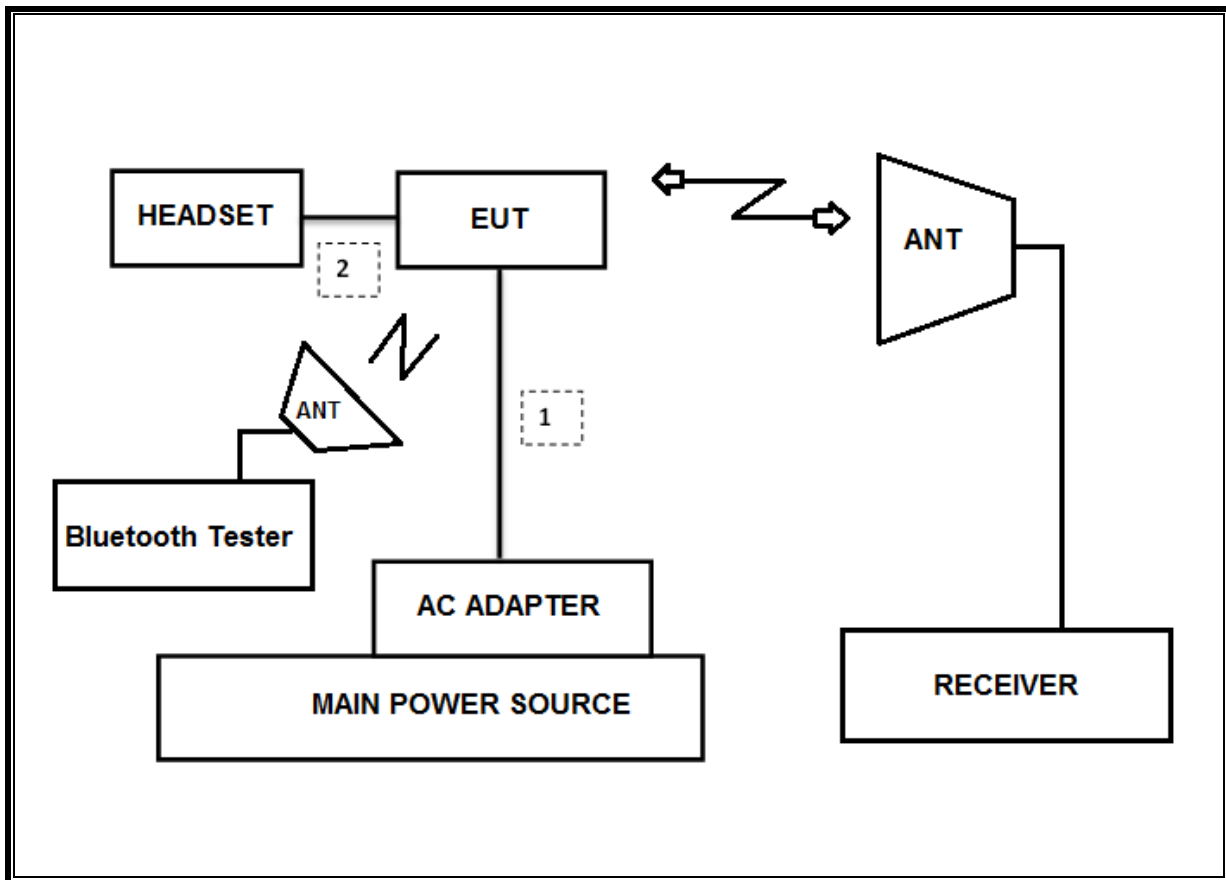 HEADSET
EUT
ANT
2
ANT
1
Bluetooth Tester
AC ADAPTER
MAIN POWER SOURCE
RECEIVER